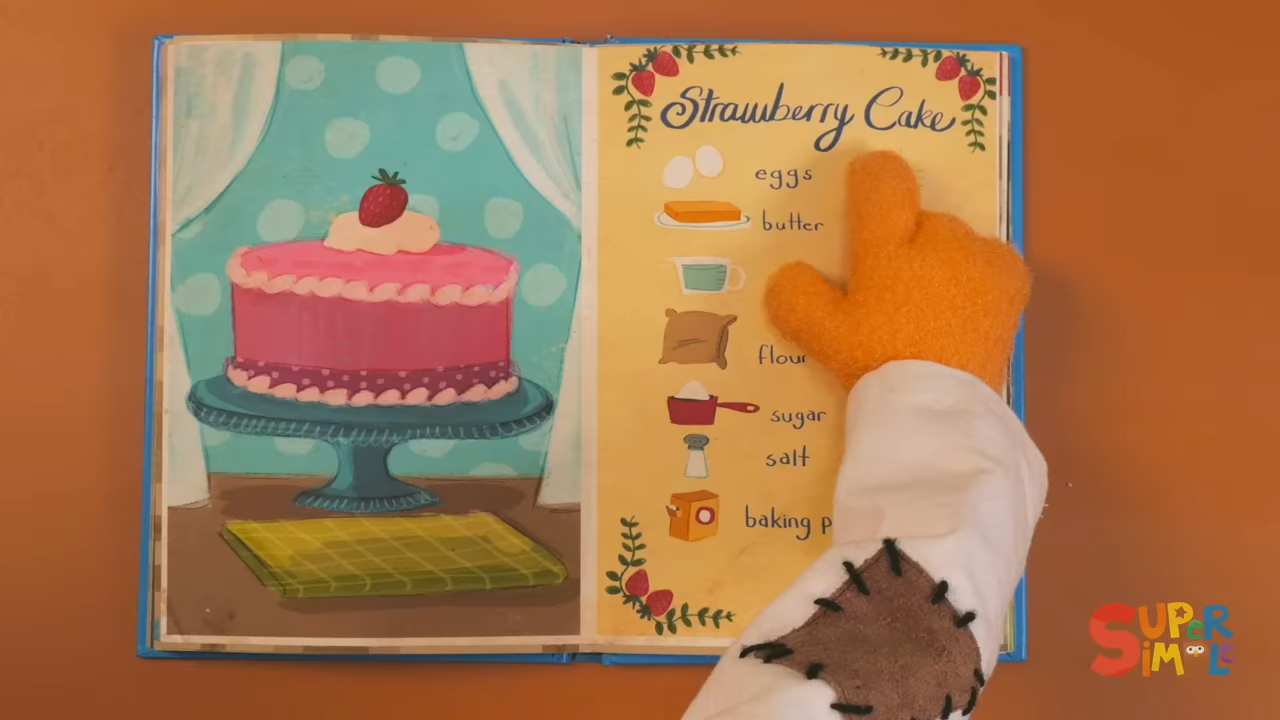 Strawberry Cake
eggs
butter
flour
sugar
salt
baking p
SUPER
SIMPLE